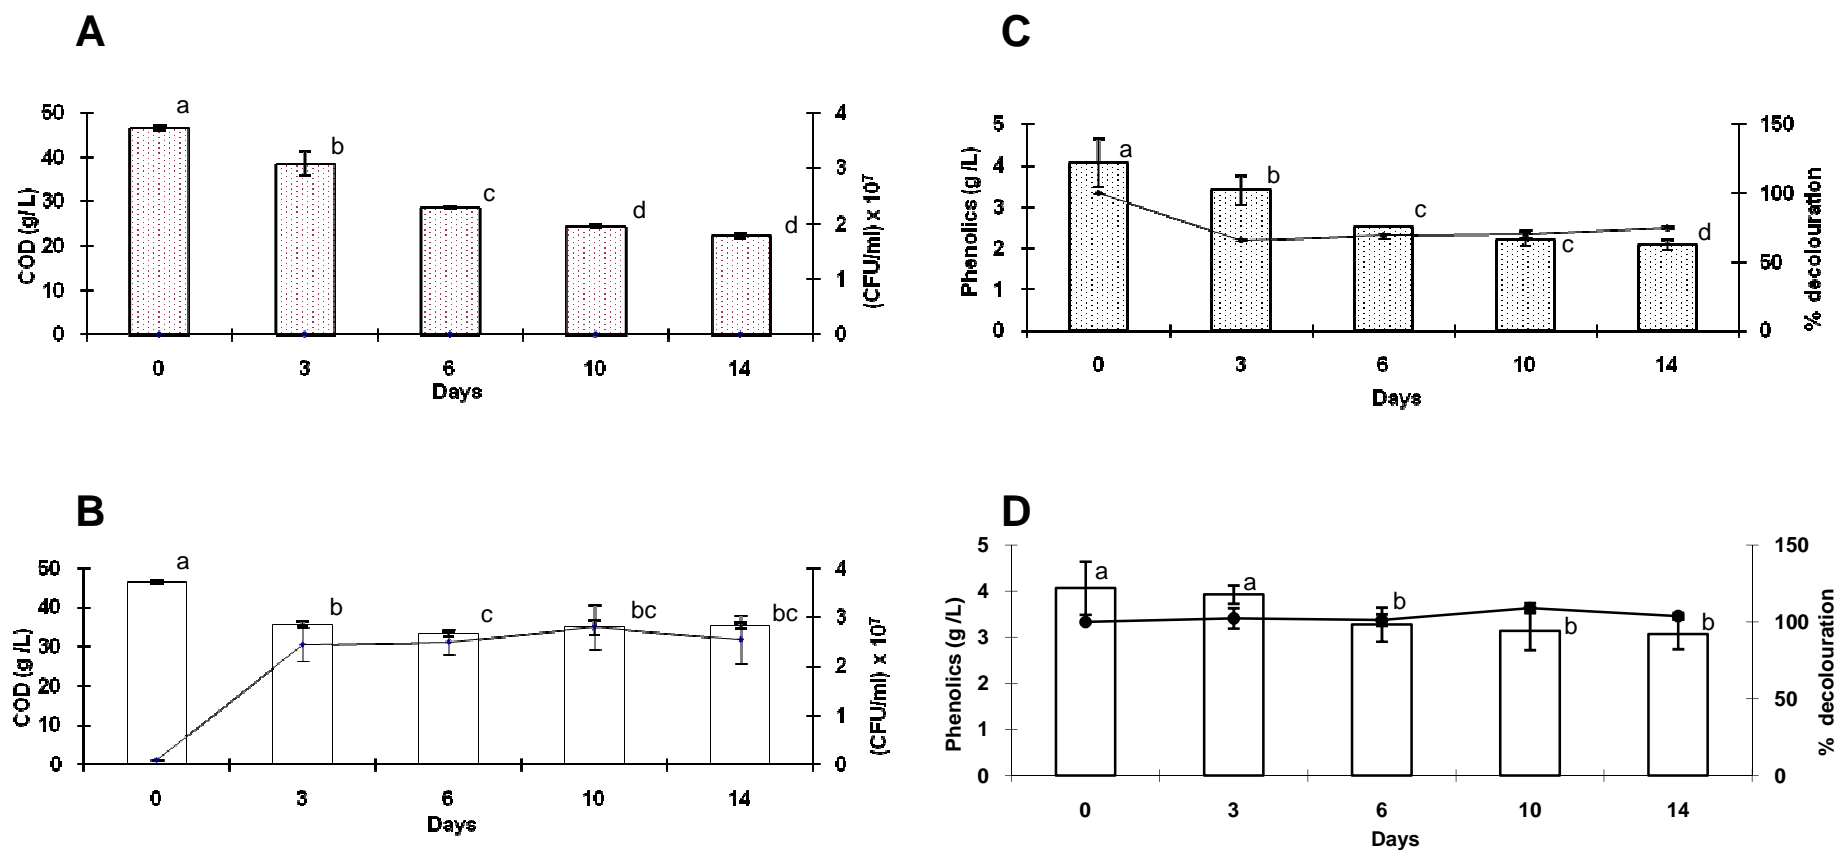 A
COD (g/ L)
50
40
30
20
10
0
a
b
c
d
d
4
3
2
1
0
(CFU/ml) x 10⁷
0 3 6 10 14
Days
C
Phenolics (g /L)
5
4
3
2
1
0
a
b
c
c
d
150
100
50
0
% decolouration
0 3 6 10 14
Days
B
COD (g /L)
50
40
30
20
10
0
a
b
c
bc
bc
4
3
2
1
0
(CFU/ml) x 10⁷
0 3 6 10 14
Days
D
Phenolics (g /L)
5
4
3
2
1
0
a
a
b
b
b
150
100
50
0
% decolouration
0 3 6 10 14
Days